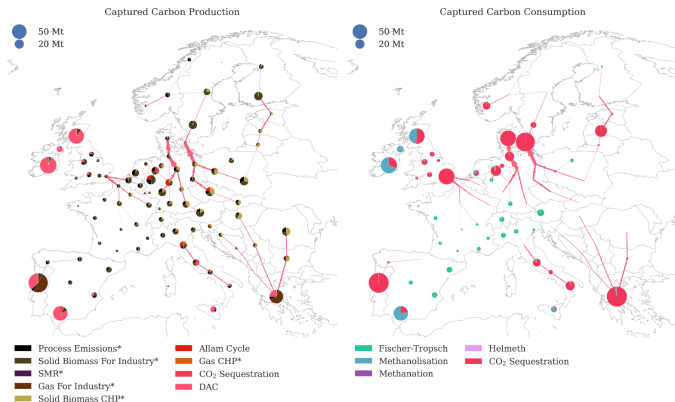 Captured Carbon Production
50 Mt
20 Mt
Process Emissions*
Solid Biomass For Industry*
SMR*
Gas For Industry*
Solid Biomass CHP*
Allam Cycle
Gas CHP*
CO₂ Sequestration
DAC
Captured Carbon Consumption
50 Mt
20 Mt
Fischer-Tropsch
Methanolisation
Methanation
Helmeth
CO₂ Sequestration